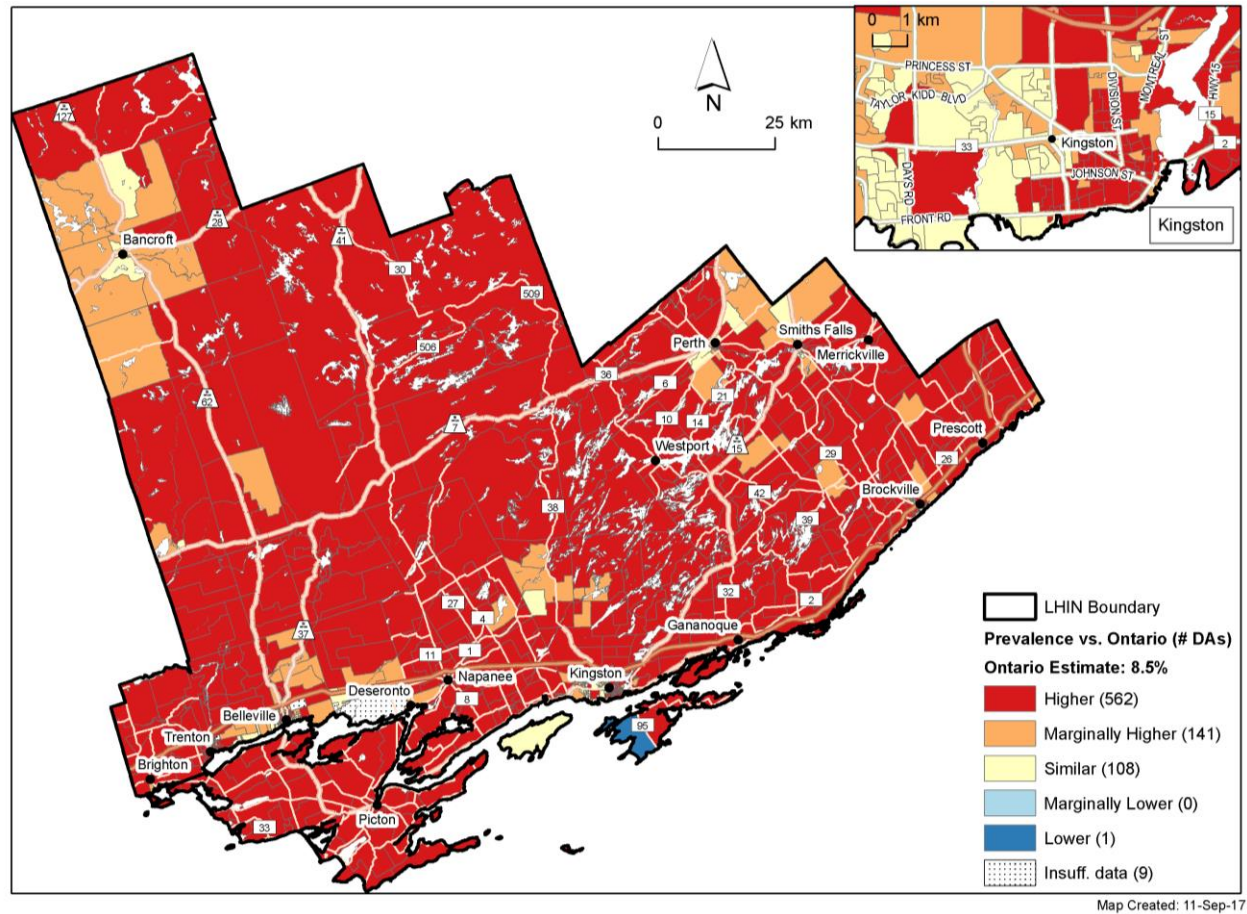 0 1 km
PRINCESS ST
TAYLOR KIDD BLVD
DIVISION ST
MONTREAL ST
HWY 15
15
33
2
Kingston
DAYS RD
JOHNSON ST
FRONT RD
Kingston
N
0 25 km
127
28
Bancroft
41
30
509
506
62
7
36
Perth
Smiths Falls
Merrickville
6
21
10
14
Westport
15
29
Prescott
26
Brockville
42
39
38
32
2
Gananoque
27
4
37
1
11
Napanee
Kingston
Deseronto
8
Belleville
95
Trenton
Brighton
Picton
33
LHIN Boundary
Prevalence vs. Ontario (# DAs)
Ontario Estimate: 8.5%
Higher (562)
Marginally Higher (141)
Similar (108)
Marginally Lower (0)
Lower (1)
Insuff. data (9)
Map Created: 11-Sep-17